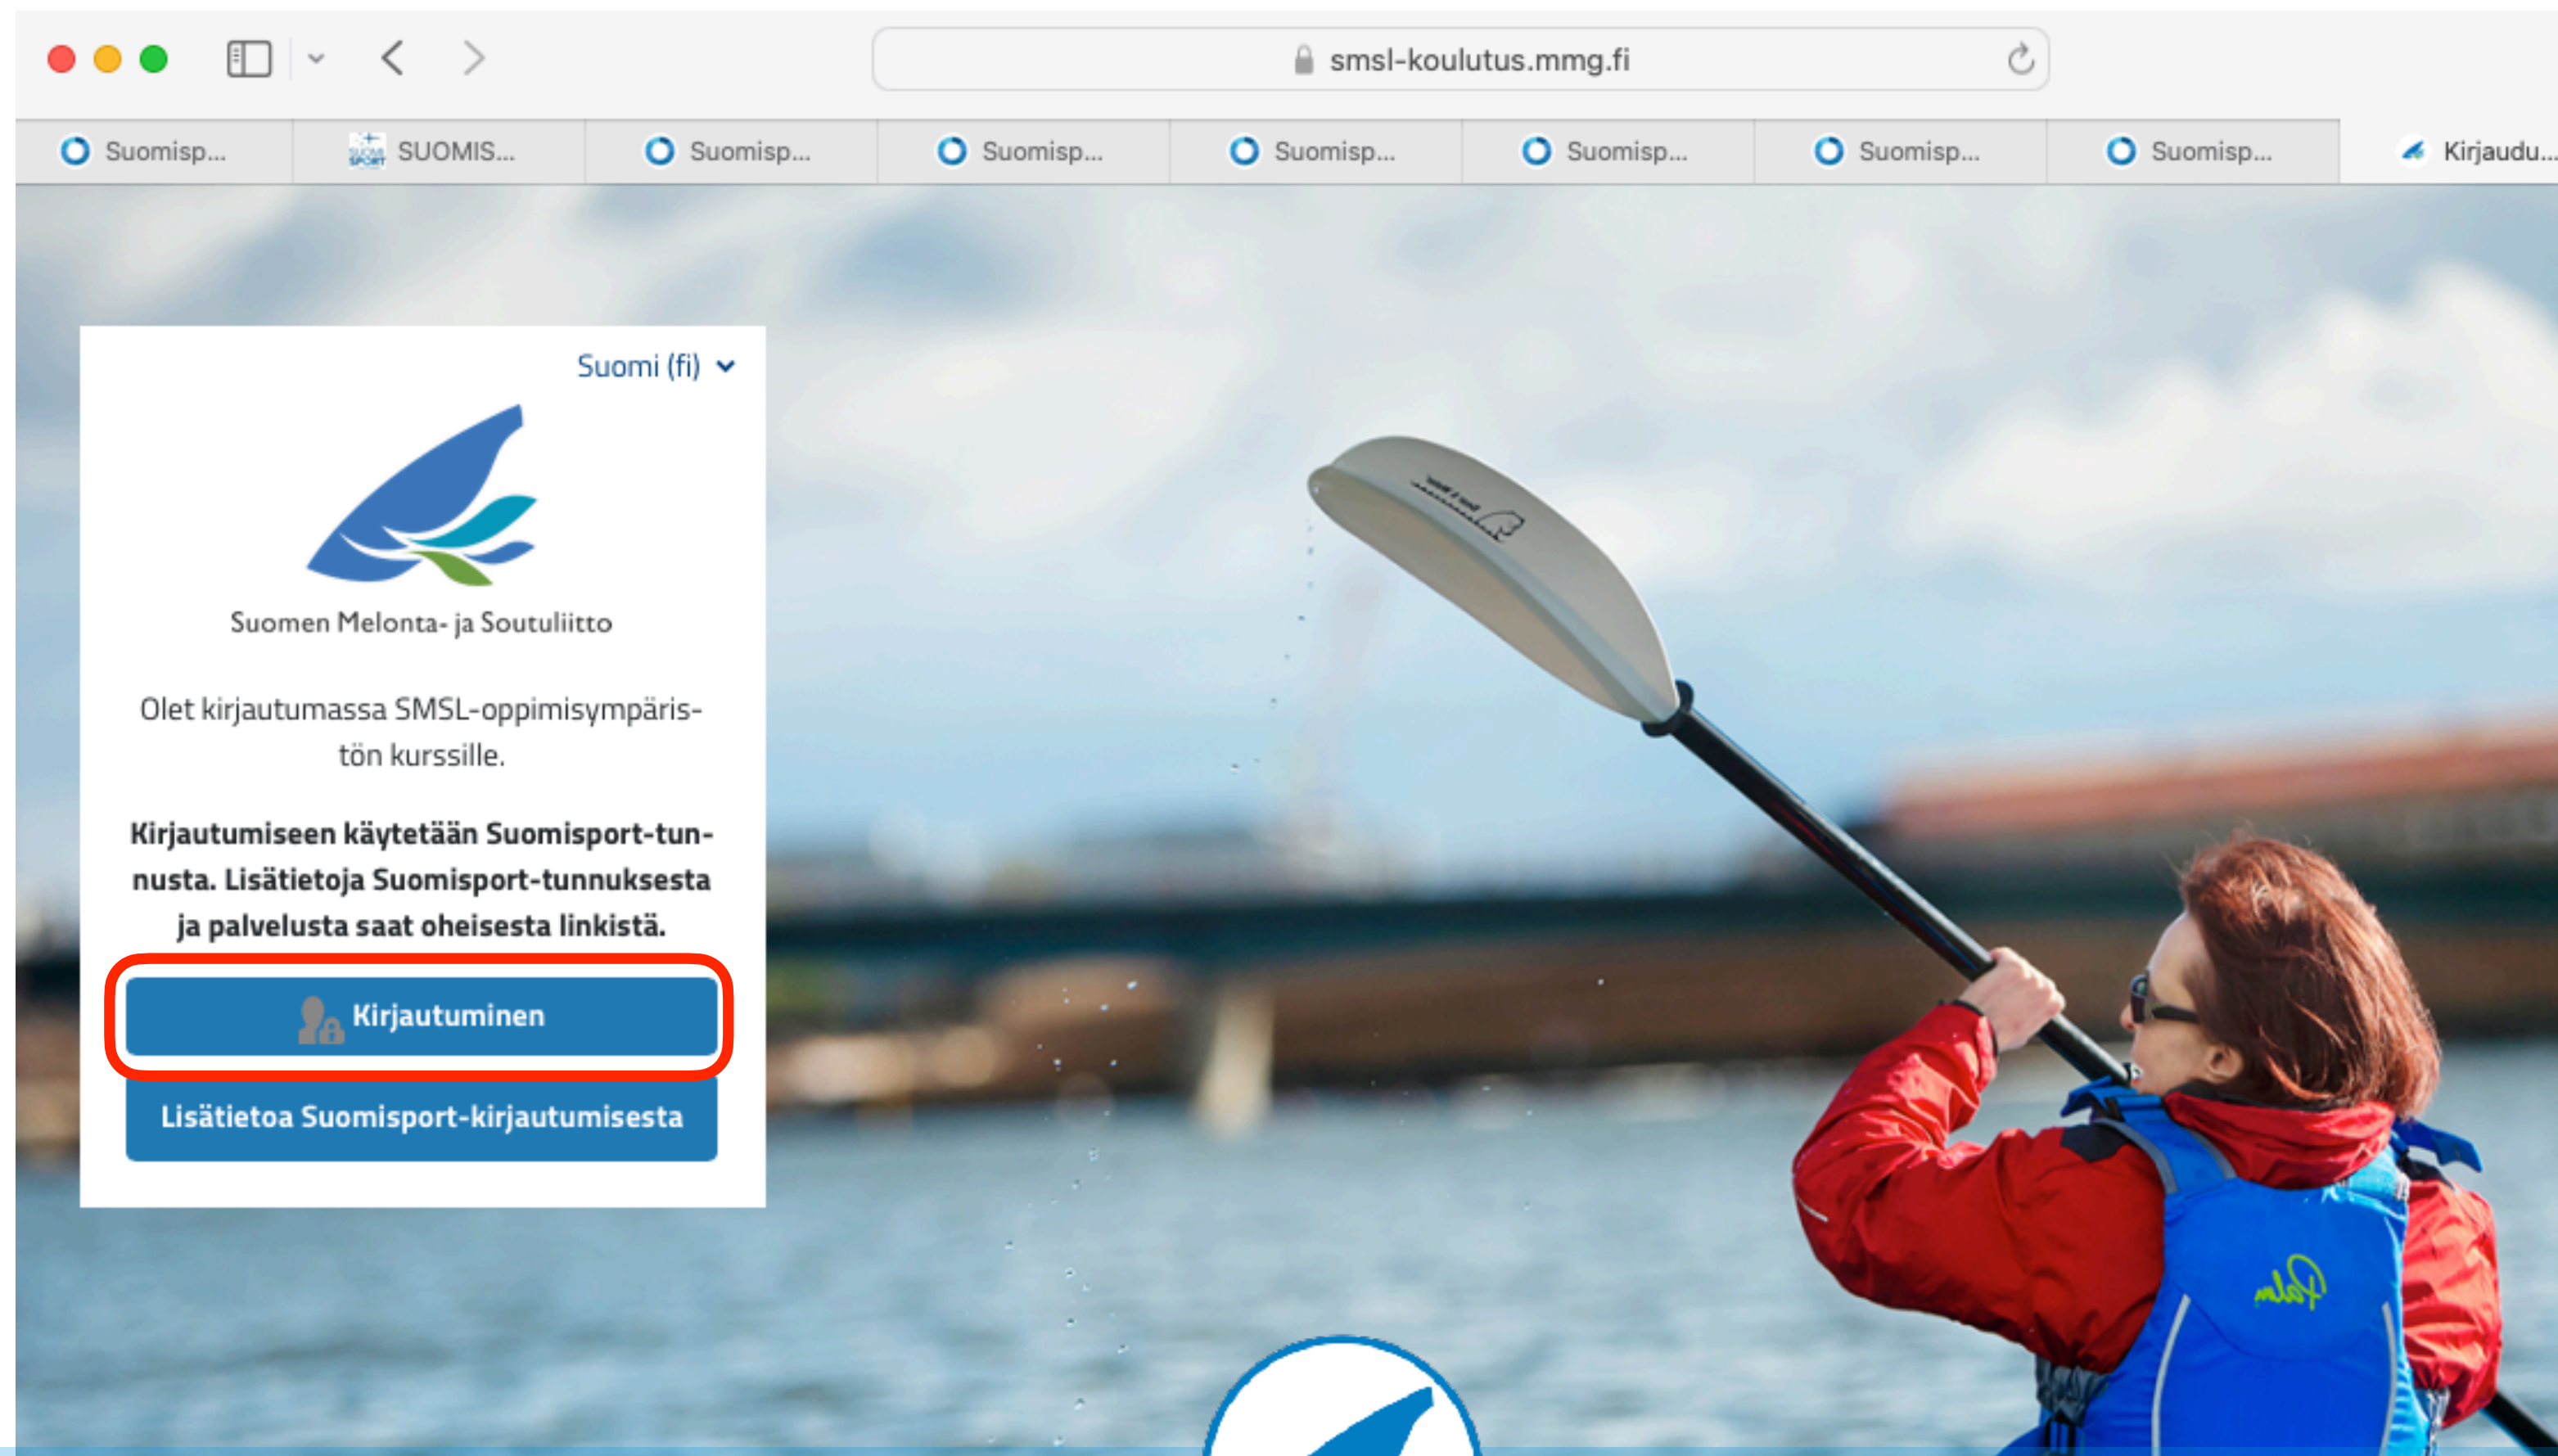 smsl-koulutus.mmg.fi
Suomisp... SUOMIS... Suomisp... Suomisp... Suomisp... Suomisp... Suomisp... Suomisp... Kirjaudu...
Suomi (fi)
Suomen Melonta- ja Soutuliitto
Olet kirjautumassa SMSL-oppimisympäris-
tön kurssille.
Kirjautumiseen käytetään Suomisport-tun-
nusta. Lisätietoja Suomisport-tunnuksesta
ja palvelusta saat oheisesta linkistä.
Kirjautuminen
Lisätietoa Suomisport-kirjautumisesta
Palm